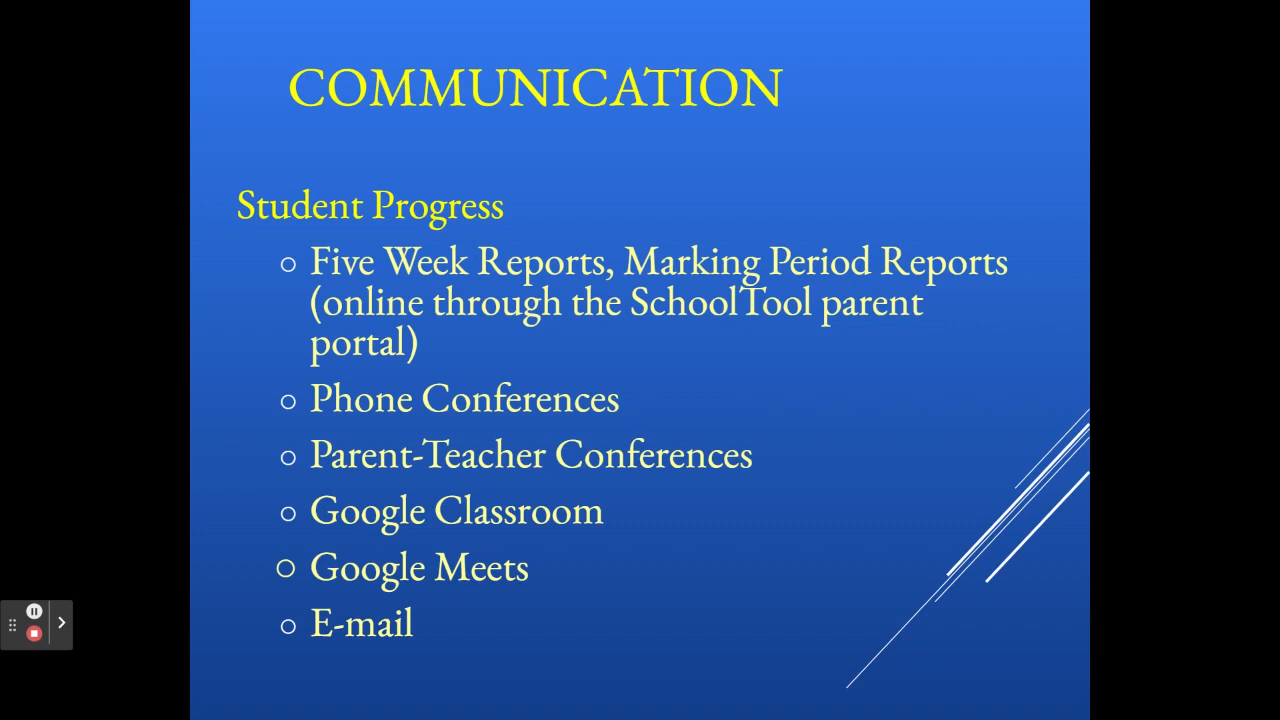 COMMUNICATION
Student Progress
Five Week Reports, Marking Period Reports
(online through the SchoolTool parent
portal)
Phone Conferences
Parent-Teacher Conferences
Google Classroom
Google Meets
E-mail